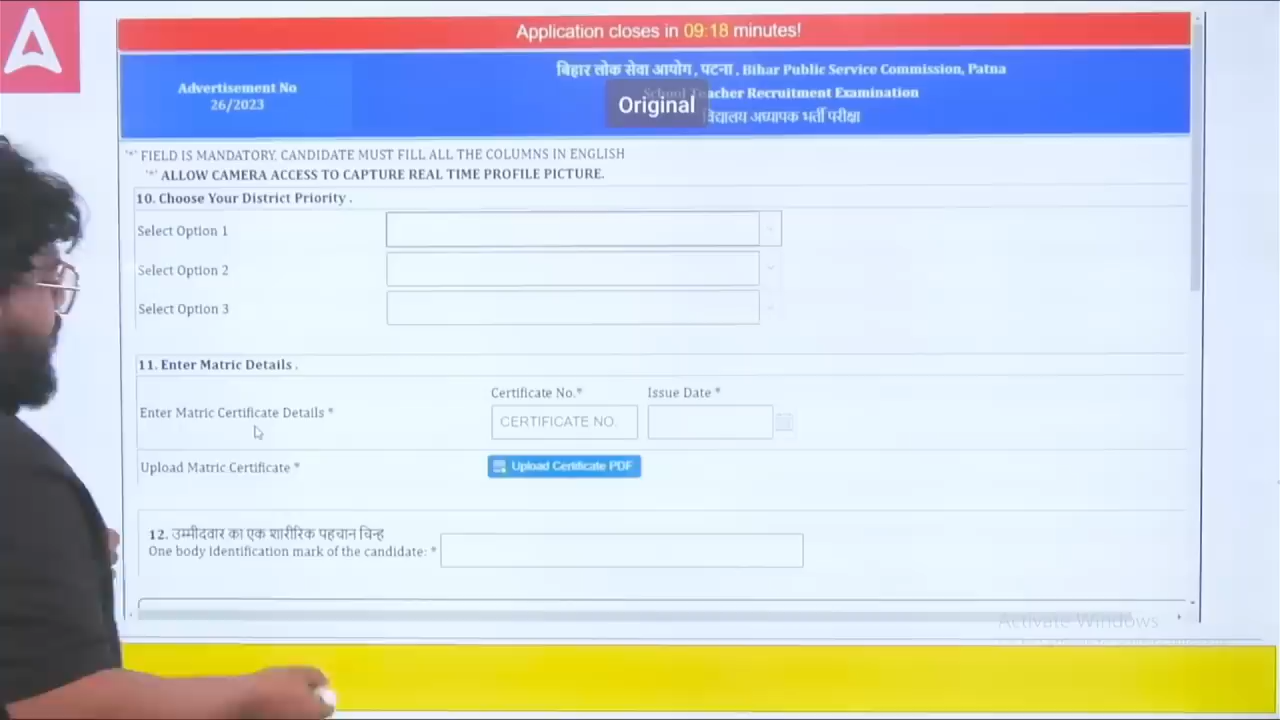 Application closes in 09:18 minutes!
Advertisement No
26/2023
बिहार लोक सेवा आयोग, पटना. Bihar Public Service Commission, Patna
School Teacher Recruitment Examination
विद्यालय अध्यापक भर्ती परीक्षा
Original
'*' FIELD IS MANDATORY. CANDIDATE MUST FILL ALL THE COLUMNS IN ENGLISH
'*' ALLOW CAMERA ACCESS TO CAPTURE REAL TIME PROFILE PICTURE.
10. Choose Your District Priority .
Select Option 1
Select Option 2
Select Option 3
11. Enter Matric Details .
Certificate No.* Issue Date *
Enter Matric Certificate Details * CERTIFICATE NO.
Upload Matric Certificate * Upload Certificate PDF
12. उम्मीदवार का एक शारीरिक पहचान चिन्ह
One body identification mark of the candidate: *
Activate Windows